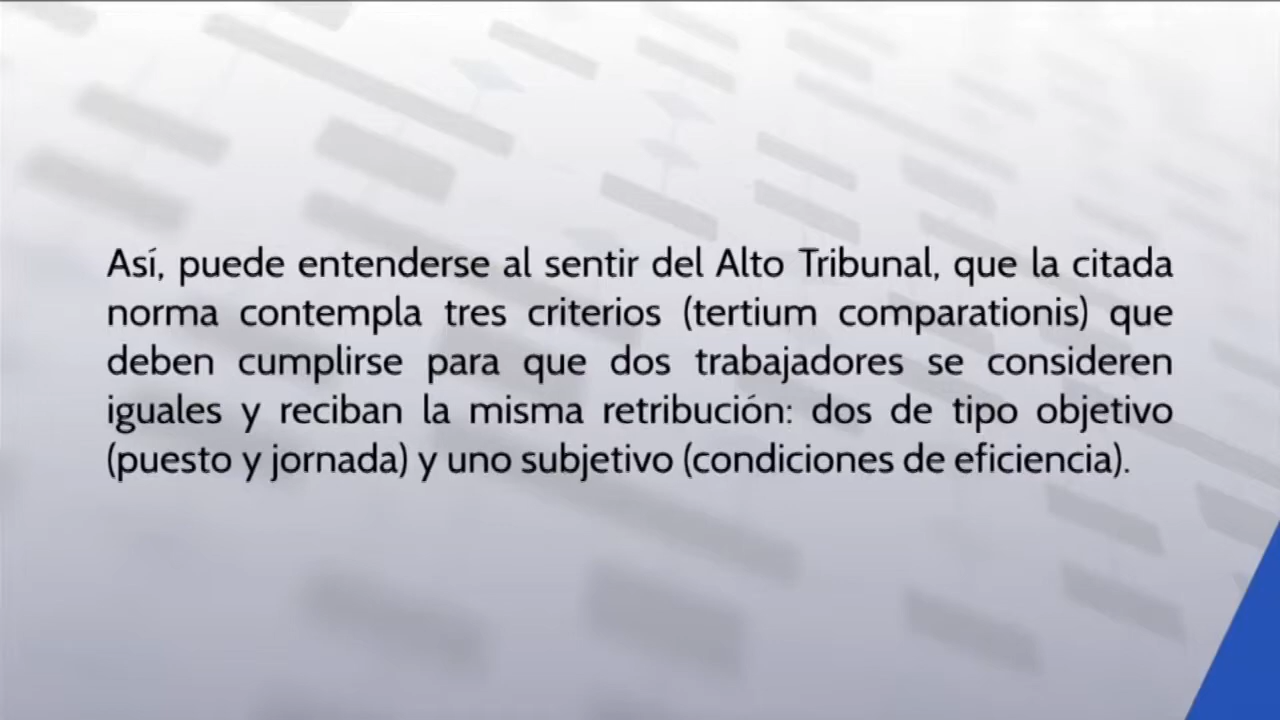 Así, puede entenderse al sentir del Alto Tribunal, que la citada
norma contempla tres criterios (tertium comparationis) que
deben cumplirse para que dos trabajadores se consideren
iguales y reciban la misma retribución: dos de tipo objetivo
(puesto y jornada) y uno subjetivo (condiciones de eficiencia).